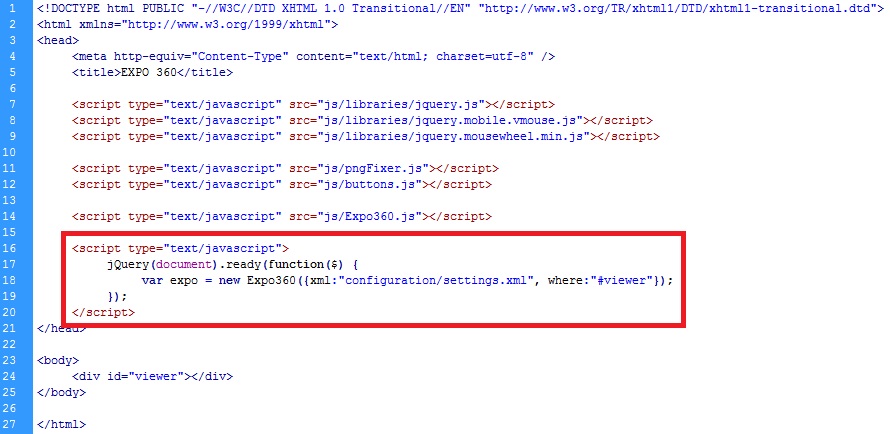 1 <!DOCTYPE html PUBLIC "-//W3C//DTD XHTML 1.0 Transitional//EN" "http://www.w3.org/TR/xhtml1/DTD/xhtml1-transitional.dtd">
2 <html xmlns="http://www.w3.org/1999/xhtml">
3 <head>
4 <meta http-equiv="Content-Type" content="text/html; charset=utf-8" />
5 <title>EXPO 360</title>
6
7 <script type="text/javascript" src="js/libraries/jquery.js"></script>
8 <script type="text/javascript" src="js/libraries/jquery.mobile.vmouse.js"></script>
9 <script type="text/javascript" src="js/libraries/jquery.mousewheel.min.js"></script>
10
11 <script type="text/javascript" src="js/pngFixer.js"></script>
12 <script type="text/javascript" src="js/buttons.js"></script>
13
14 <script type="text/javascript" src="js/Expo360.js"></script>
15
16 <script type="text/javascript">
17 jQuery(document).ready(function($) {
18 var expo = new Expo360({xml:"configuration/settings.xml", where:"#viewer"});
19 });
20 </script>
21 </head>
22
23 <body>
24 <div id="viewer"></div>
25 </body>
26
27 </html>